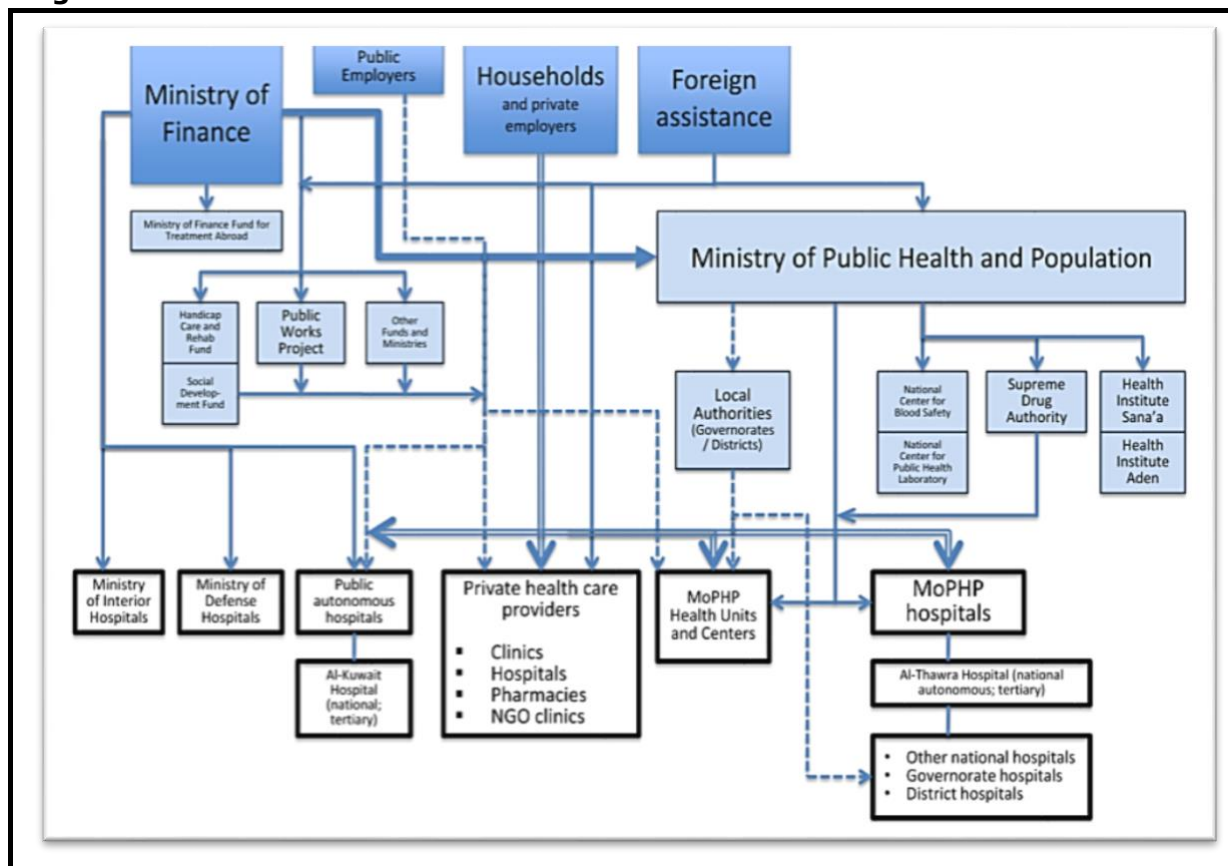 Public
Employers
Ministry of
Finance
Households
and private
employers
Foreign
assistance
Ministry of Finance Fund for
Treatment Abroad
Ministry of Public Health and Population
Handicap
Care and
Rehab
Fund
Social
Develop-
ment Fund
Public
Works
Project
Other
Funds and
Ministries
Local
Authorities
(Governorates
/ Districts)
National
Center for
Blood Safety
National
Center for
Public Health
Laboratory
Supreme
Drug
Authority
Health
Institute
Sana'a
Health
Institute
Aden
Ministry
of Interior
Hospitals
Ministry of
Defense
Hospitals
Public
autonomous
hospitals
Al-Kuwait
Hospital
(national;
tertiary)
Private health care
providers
▪ Clinics
▪ Hospitals
▪ Pharmacies
▪ NGO clinics
MoPHP
Health Units
and Centers
MoPHP
hospitals
Al-Thawra Hospital (national
autonomous; tertiary)
• Other national hospitals
• Governorate hospitals
• District hospitals